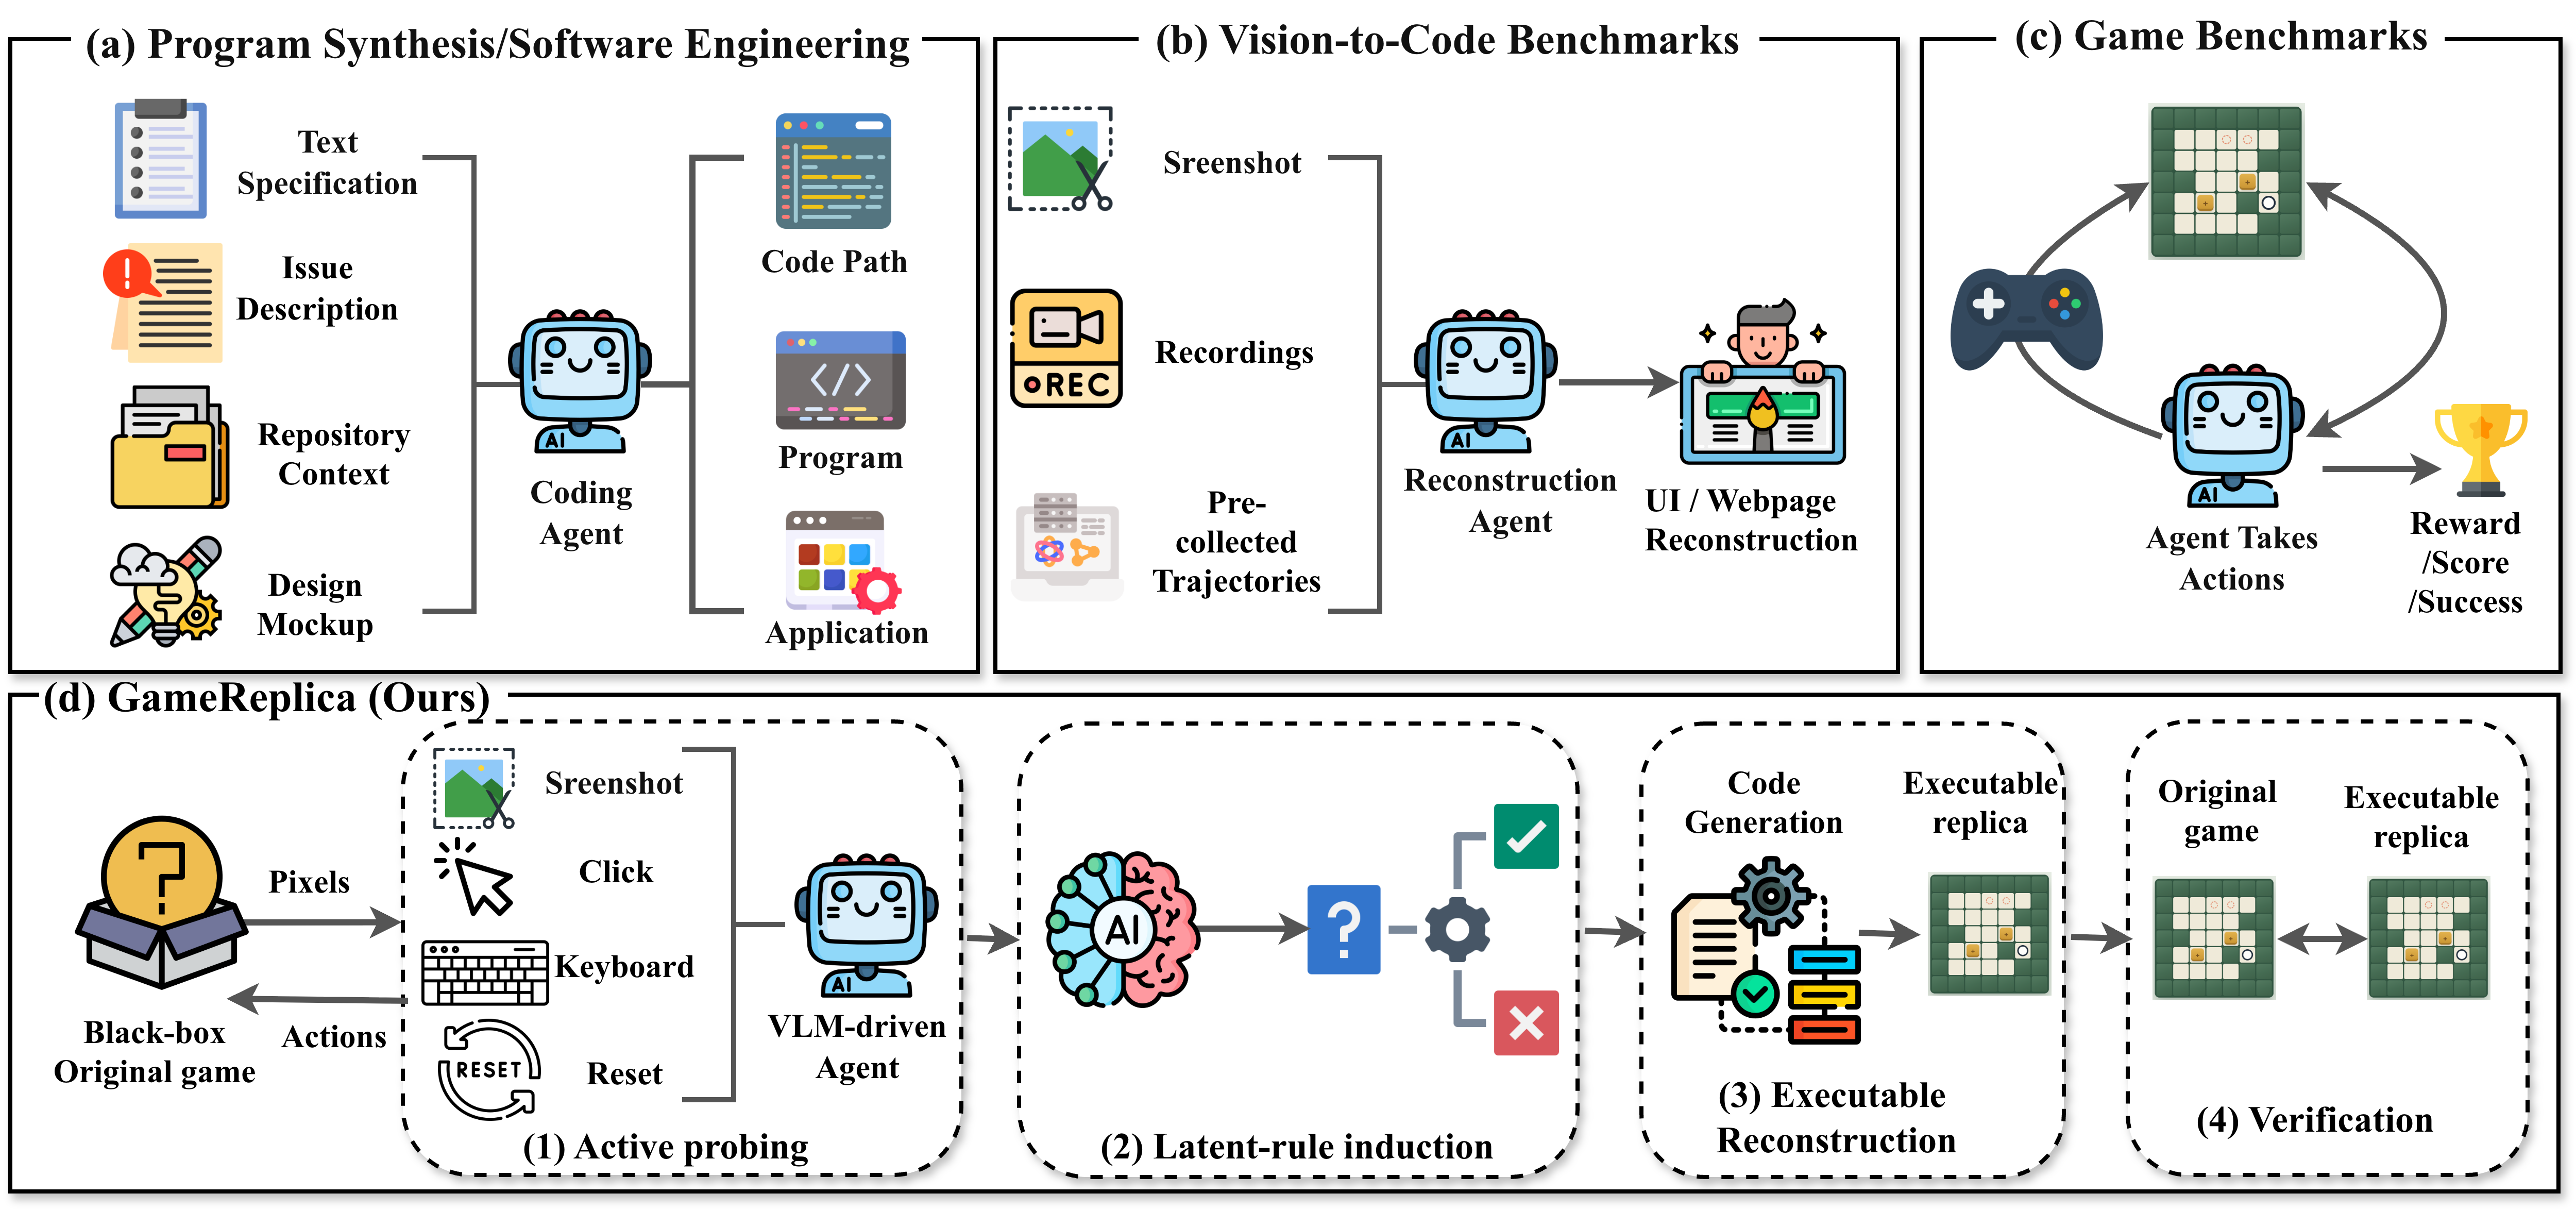 (a) Program Synthesis/Software Engineering
Text
Specification
Issue
Description
Repository
Context
Design
Mockup
AI
Coding
Agent
Code Path
Program
Application
(b) Vision-to-Code Benchmarks
Sreenshot
REC
Recordings
Pre-
collected
Trajectories
AI
Reconstruction
Agent
UI / Webpage
Reconstruction
(c) Game Benchmarks
AI
Agent Takes
Actions
Reward
/Score
/Success
(d) GameReplica (Ours)
?
Black-box
Original game
Pixels
Actions
Sreenshot
Click
Keyboard
RESET
Reset
AI
VLM-driven
Agent
(1) Active probing
AI
?
(2) Latent-rule induction
Code
Generation
Executable
replica
(3) Executable
Reconstruction
Original
game
Executable
replica
(4) Verification